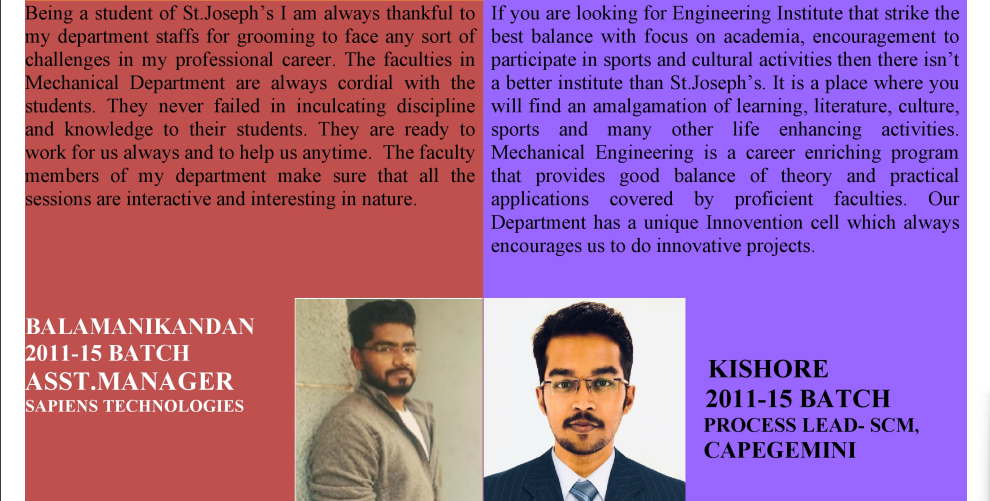 Being a student of St.Joseph's I am always thankful to
my department staffs for grooming to face any sort of
challenges in my professional career. The faculties in
Mechanical Department are always cordial with the
students. They never failed in inculcating discipline
and knowledge to their students. They are ready to
work for us always and to help us anytime. The faculty
members of my department make sure that all the
sessions are interactive and interesting in nature.
BALAMANIKANDAN
2011-15 BATCH
ASST.MANAGER
SAPIENS TECHNOLOGIES
If you are looking for Engineering Institute that strike the
best balance with focus on academia, encouragement to
participate in sports and cultural activities then there isn't
a better institute than St.Joseph's. It is a place where you
will find an amalgamation of learning, literature, culture,
sports and many other life enhancing activities.
Mechanical Engineering is a career enriching program
that provides good balance of theory and practical
applications covered by proficient faculties. Our
Department has a unique Innovention cell which always
encourages us to do innovative projects.
KISHORE
2011-15 BATCH
PROCESS LEAD- SCM,
CAPEGEMINI